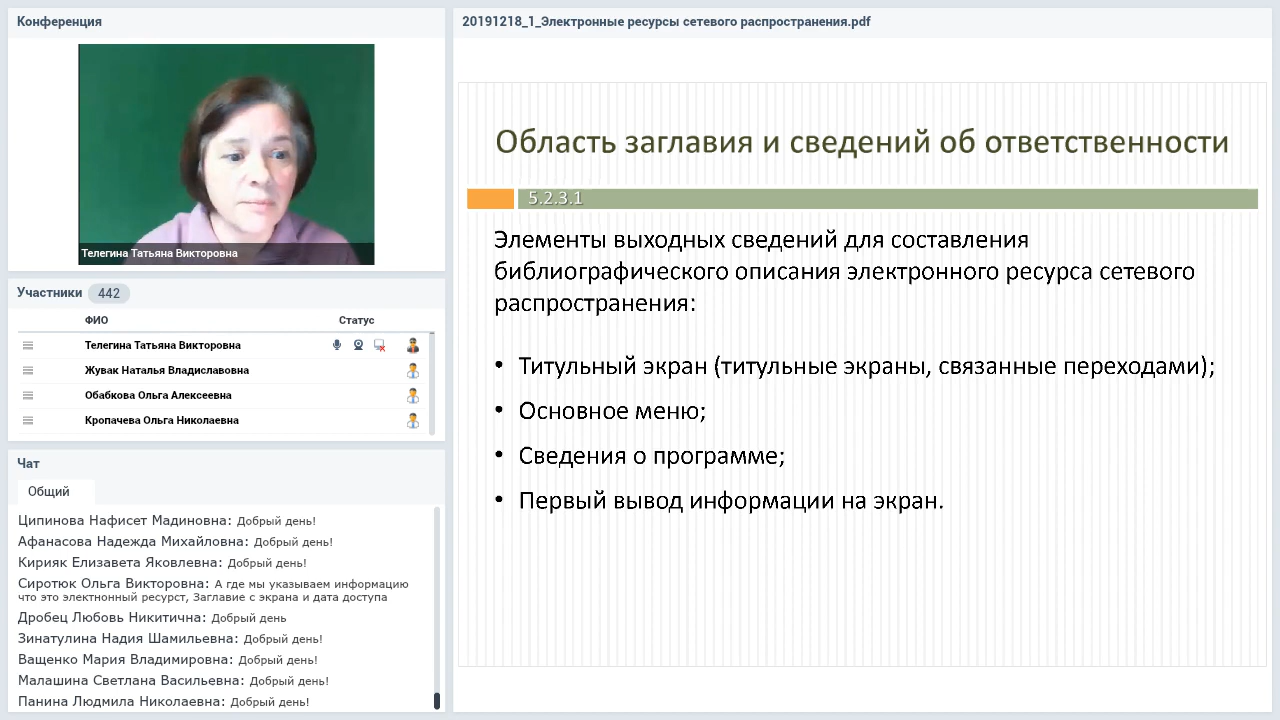 Конференция
Телегина Татьяна Викторовна
Участники 442
ФИО Статус
Телегина Татьяна Викторовна
Жувак Наталья Владиславовна
Обабкова Ольга Алексеевна
Кропачева Ольга Николаевна
Чат
Общий
Ципинова Нафисет Мадиновна: Добрый день!
Афанасова Надежда Михайловна: Добрый день!
Кирияк Елизавета Яковлевна: Добрый день!
Сиротюк Ольга Викторовна: А где мы указываем информацию
что это электнонный ресурст, Заглавие с экрана и дата доступа
Дробец Любовь Никитична: Добрый день
Зинатулина Надия Шамильевна: Добрый день!
Ващенко Мария Владимировна: Добрый день!
Малашина Светлана Васильевна: Добрый день!
Панина Людмила Николаевна: Добрый день!
20191218_1_Электронные ресурсы сетевого распространения.pdf
Область заглавия и сведений об ответственности
5.2.3.1
Элементы выходных сведений для составления
библиографического описания электронного ресурса сетевого
распространения:
• Титульный экран (титульные экраны, связанные переходами);
• Основное меню;
• Сведения о программе;
• Первый вывод информации на экран.